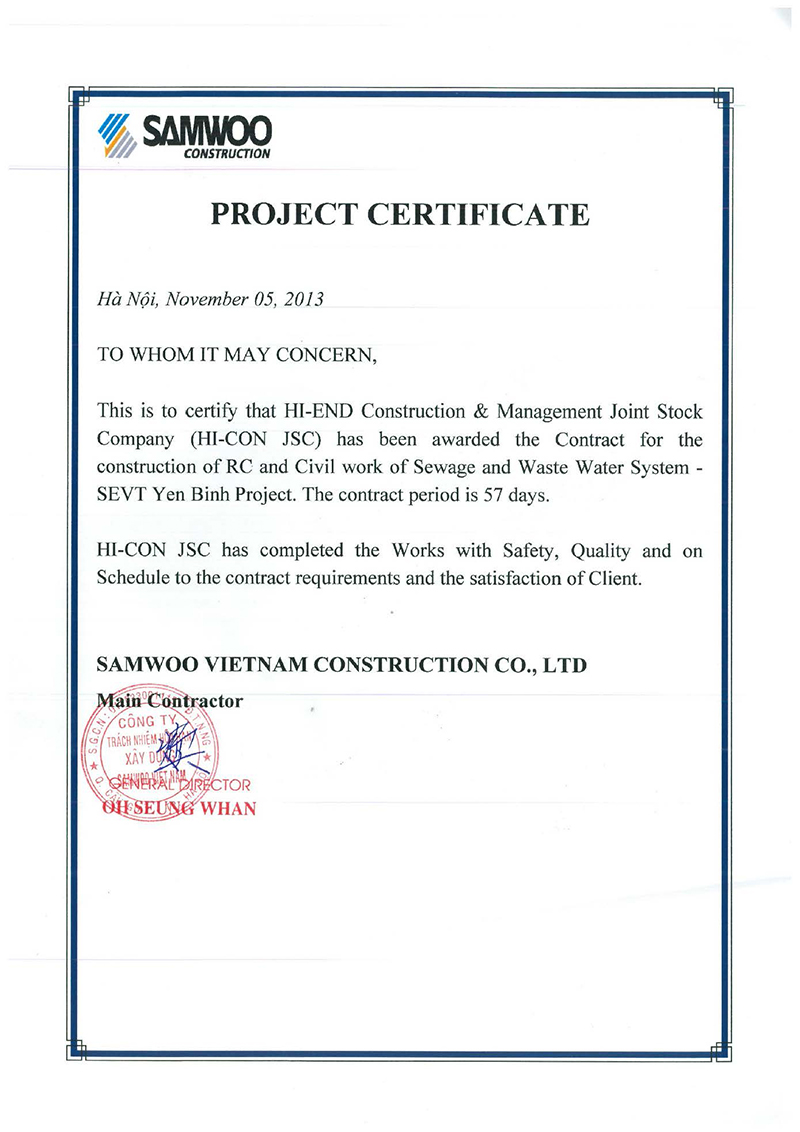 SAMWOO
CONSTRUCTION
PROJECT CERTIFICATE
Hà Nội, November 05, 2013
TO WHOM IT MAY CONCERN,
This is to certify that HI-END Construction & Management Joint Stock
Company (HI-CON JSC) has been awarded the Contract for the
construction of RC and Civil work of Sewage and Waste Water System -
SEVT Yen Binh Project. The contract period is 57 days.
HI-CON JSC has completed the Works with Safety, Quality and on
Schedule to the contract requirements and the satisfaction of Client.
SAMWOO VIETNAM CONSTRUCTION CO., LTD
Main Contractor
CÔNG TY
TRÁCH NHIỆM
XÂY
SAMWOO VIỆT NAM
GENERAL DIRECTOR
OH SEUNG WHAN